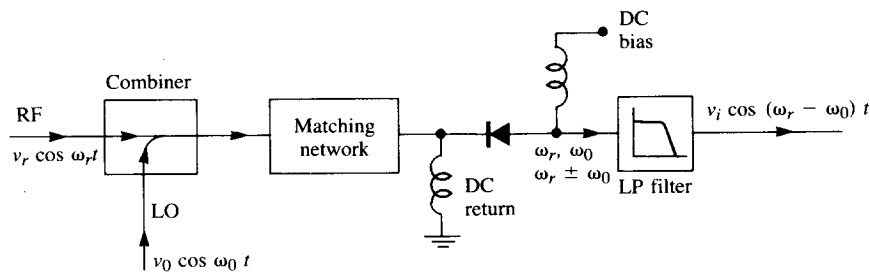 DC
bias
Combiner
RF
v_r cos ω_r t
LO
v_0 cos ω_0 t
Matching
network
DC
return
ω_r, ω_0
ω_r ± ω_0
LP filter
v_i cos (ω_r − ω_0) t